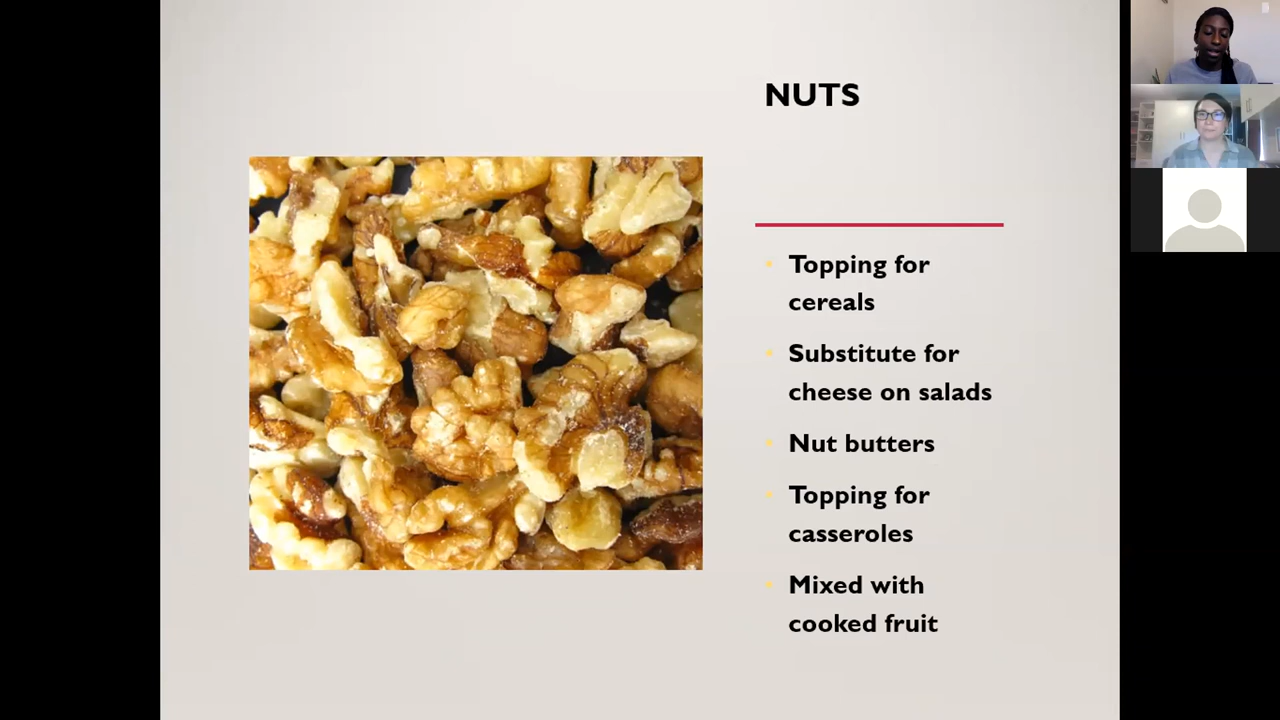 NUTS
Topping for
cereals
Substitute for
cheese on salads
Nut butters
Topping for
casseroles
Mixed with
cooked fruit